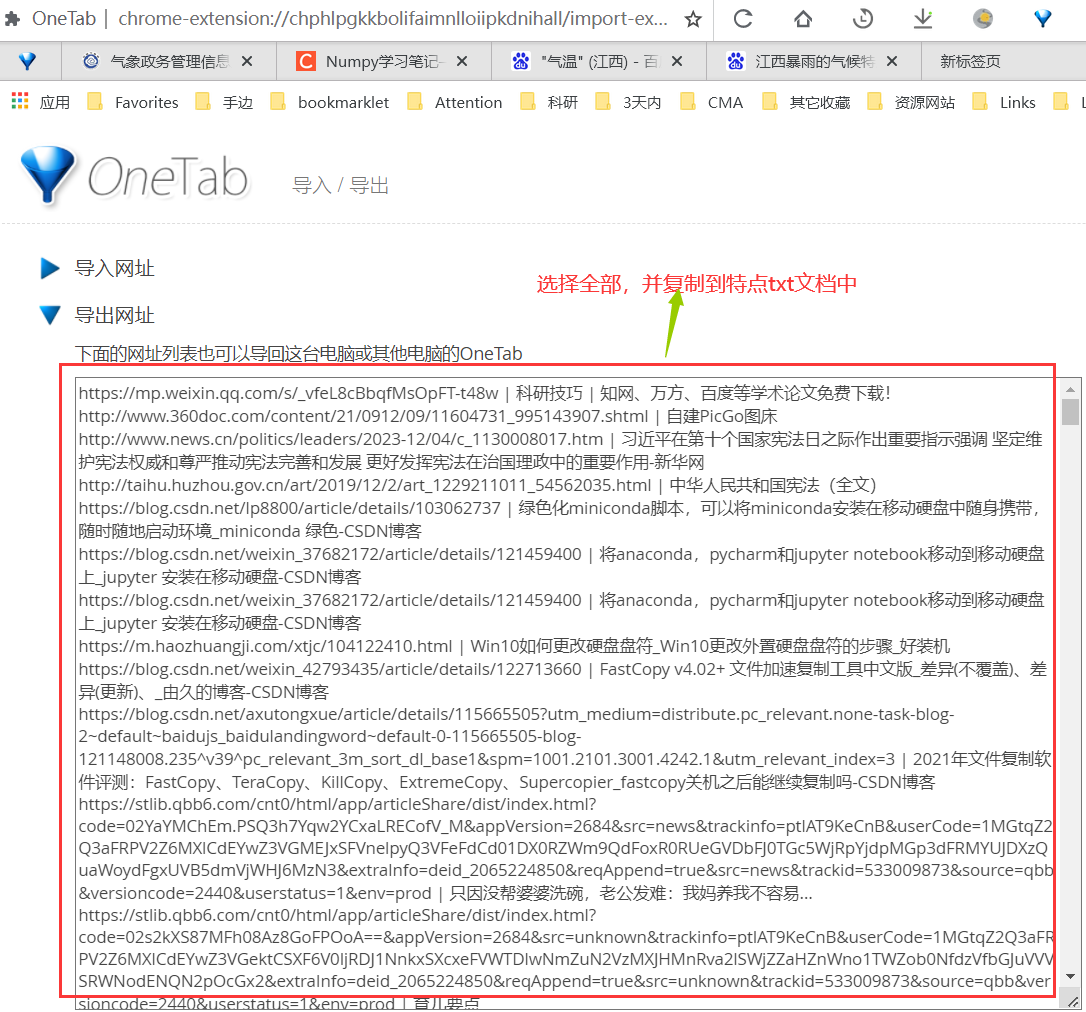 OneTab | chrome-extension://chphlpgkkbolifaimnlloiipkdnihall/import-ex...
气象政务管理信息
Numpy学习笔记-
"气温" (江西) - 百
江西暴雨的气候特
新标签页
应用 Favorites 手边 bookmarklet Attention 科研 3天内 CMA 其它收藏 资源网站 Links
OneTab 导入 / 导出
导入网址
选择全部，并复制到特点txt文档中
导出网址
下面的网址列表也可以导回这台电脑或其他电脑的OneTab
https://mp.weixin.qq.com/s/_vfeL8cBbqfMsOpFT-t48w | 科研技巧 | 知网、万方、百度等学术论文免费下载！
http://www.360doc.com/content/21/0912/09/11604731_995143907.shtml | 自建PicGo图床
http://www.news.cn/politics/leaders/2023-12/04/c_1130008017.htm | 习近平在第十个国家宪法日之际作出重要指示强调 坚定维
护宪法权威和尊严推动宪法完善和发展 更好发挥宪法在治国理政中的重要作用-新华网
http://taihu.huzhou.gov.cn/art/2019/12/2/art_1229211011_54562035.html | 中华人民共和国宪法（全文）
https://blog.csdn.net/lp8800/article/details/103062737 | 绿色化miniconda脚本，可以将miniconda安装在移动硬盘中随身携带，
随时随地启动环境_miniconda 绿色-CSDN博客
https://blog.csdn.net/weixin_37682172/article/details/121459400 | 将anaconda，pycharm和jupyter notebook移动到移动硬盘
上_jupyter 安装在移动硬盘-CSDN博客
https://blog.csdn.net/weixin_37682172/article/details/121459400 | 将anaconda，pycharm和jupyter notebook移动到移动硬盘
上_jupyter 安装在移动硬盘-CSDN博客
https://m.haozhuangji.com/xtjc/104122410.html | Win10如何更改硬盘盘符_Win10更改外置硬盘盘符的步骤_好装机
https://blog.csdn.net/weixin_42793435/article/details/122713660 | FastCopy v4.02+ 文件加速复制工具中文版_差异(不覆盖)、差
异(更新)、_由久的博客-CSDN博客
https://blog.csdn.net/axutongxue/article/details/115665505?utm_medium=distribute.pc_relevant.none-task-blog-
2~default~baidujs_baidulandingword~default-0-115665505-blog-
121148008.235^v39^pc_relevant_3m_sort_dl_base1&spm=1001.2101.3001.4242.1&utm_relevant_index=3 | 2021年文件复制软
件评测：FastCopy、TeraCopy、KillCopy、ExtremeCopy、Supercopier_fastcopy关机之后能继续复制吗-CSDN博客
https://stlib.qbb6.com/cnt0/html/app/articleShare/dist/index.html?
code=02YaYMChEm.PSQ3h7Yqw2YCxaLRECofV_M&appVersion=2684&src=news&trackinfo=ptlAT9KeCnB&userCode=1MGtqZ2
Q3aFRPV2Z6MXlCdEYwZ3VGMEJxSFVnelpyQ3VFeFdCd01DX0RZWm9QdFoxR0RUeGVDbFJ0TGc5WjRpYjdpMGp3dFRMYUJDXzQ
uaWoydFgxUVB5dmVjWHJ6MzN3&extraInfo=deid_2065224850&reqAppend=true&src=news&trackid=533009873&source=qbb
&versioncode=2440&userstatus=1&env=prod | 只因没帮婆婆洗碗，老公发难：我妈养我不容易...
https://stlib.qbb6.com/cnt0/html/app/articleShare/dist/index.html?
code=02s2kXS87MFh08Az8GoFPOoA==&appVersion=2684&src=unknown&trackinfo=ptlAT9KeCnB&userCode=1MGtqZ2Q3aFR
PV2Z6MXlCdEYwZ3VGektCSXF6V0ljRDJ1NnkxSXcxeFVWTDlwNmZuN2VzMXJHMnRva2lSWjZZaHZnWno1TWZob0NfdzVfbGJuVVV
SRWNodENQN2pOcGx2&extraInfo=deid_2065224850&reqAppend=true&src=unknown&trackid=533009873&source=qbb&ver
sioncode=2440&userstatus=1&env=prod | 育儿要点